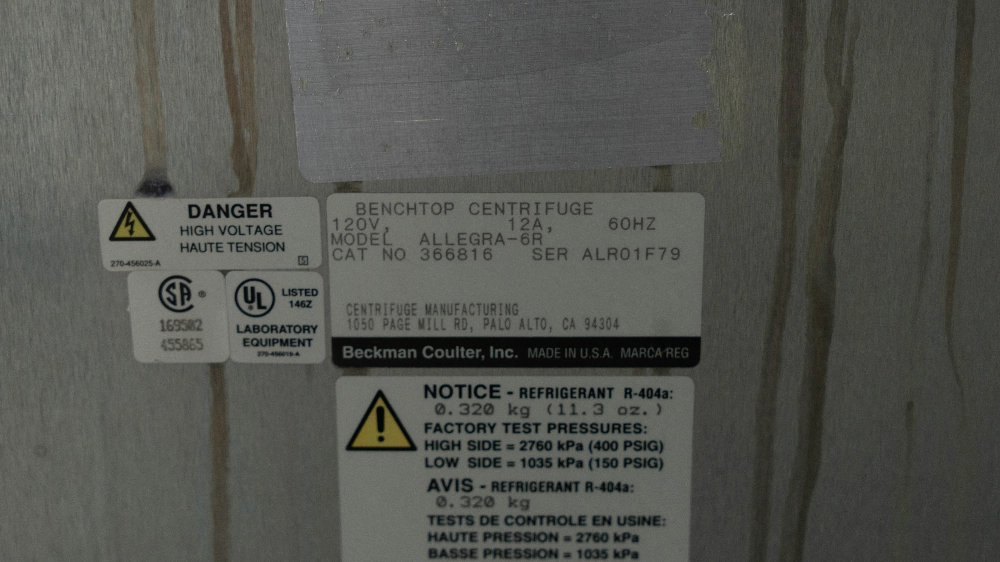 DANGER
HIGH VOLTAGE
HAUTE TENSION
270-456025-A
SA ®
169502
455865
UL LISTED
146Z
LABORATORY
EQUIPMENT
270-456019-A
BENCHTOP CENTRIFUGE
120V, 12A, 60HZ
MODEL ALLEGRA-6R
CAT NO 366816 SER ALR01F79
CENTRIFUGE MANUFACTURING
1050 PAGE MILL RD, PALO ALTO, CA 94304
Beckman Coulter, Inc. MADE IN U.S.A. MARCA REG
NOTICE - REFRIGERANT R-404a:
0.320 kg (11.3 oz.)
FACTORY TEST PRESSURES:
HIGH SIDE = 2760 kPa (400 PSIG)
LOW SIDE = 1035 kPa (150 PSIG)
AVIS - REFRIGERANT R-404a:
0.320 kg
TESTS DE CONTROLE EN USINE:
HAUTE PRESSION = 2760 kPa
BASSE PRESSION = 1035 kPa